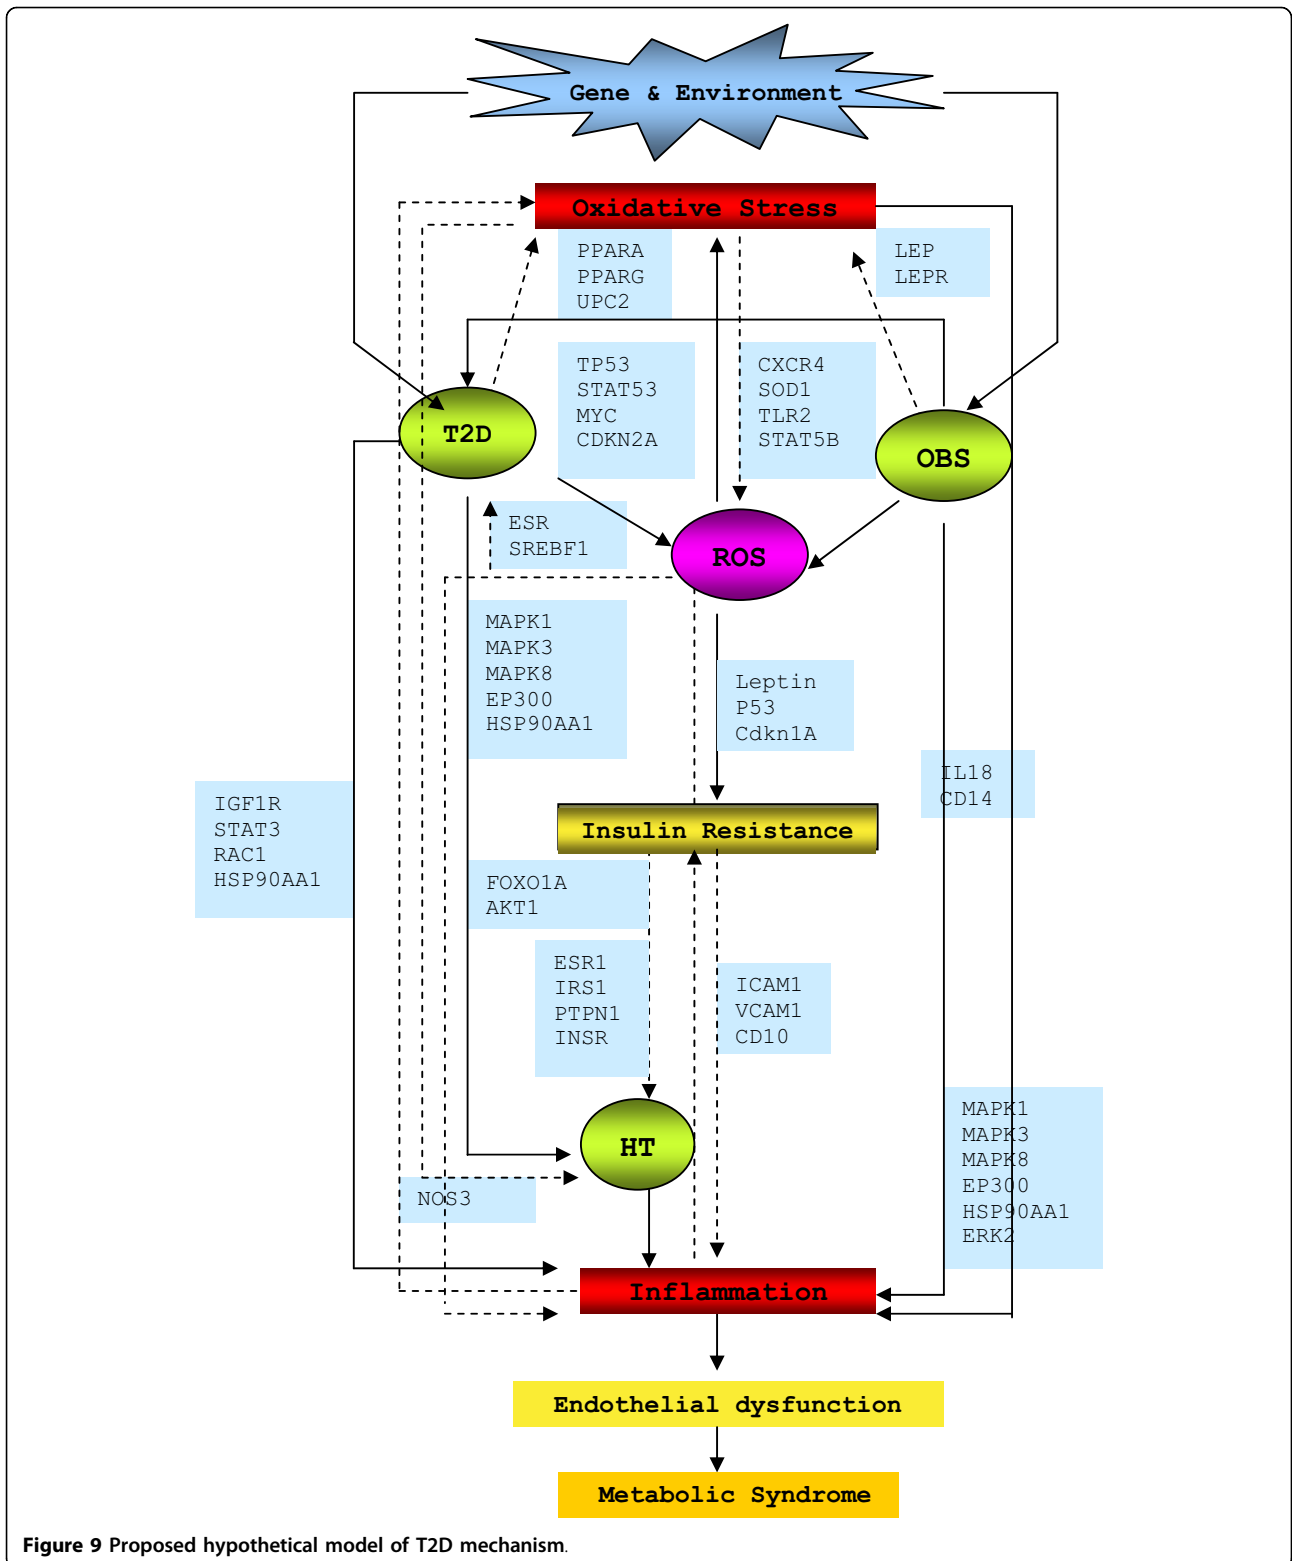 Gene & Environment
Oxidative Stress
PPARA
PPARG
UPC2
LEP
LEPR
TP53
STAT53
MYC
CDKN2A
CXCR4
SOD1
TLR2
STAT5B
T2D
OBS
ESR
SREBF1
ROS
MAPK1
MAPK3
MAPK8
EP300
HSP90AA1
Leptin
P53
Cdkn1A
IL18
CD14
IGF1R
STAT3
RAC1
HSP90AA1
Insulin Resistance
FOXO1A
AKT1
ESR1
IRS1
PTPN1
INSR
ICAM1
VCAM1
CD10
MAPK1
MAPK3
MAPK8
EP300
HSP90AA1
ERK2
HT
NOS3
Inflammation
Endothelial dysfunction
Metabolic Syndrome
Figure 9 Proposed hypothetical model of T2D mechanism.